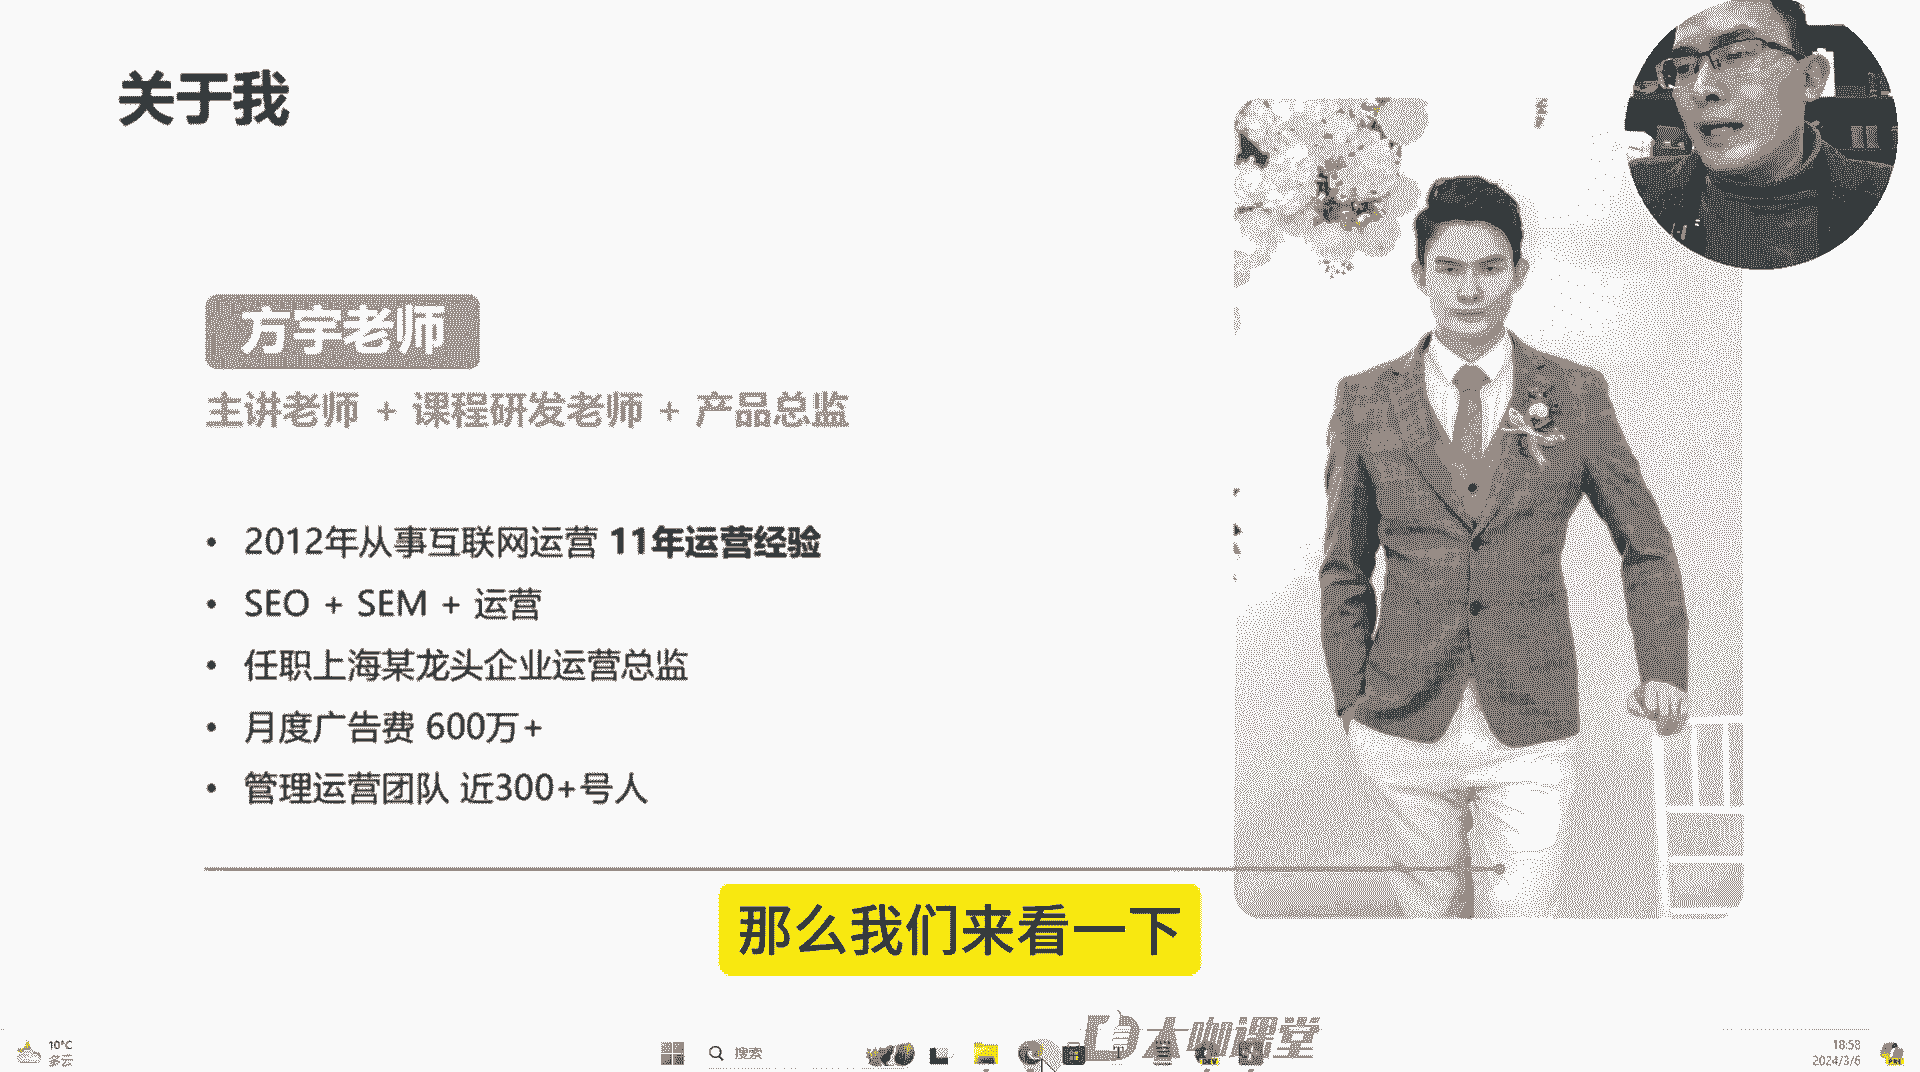 关于我
方宇老师
主讲老师 + 课程研发老师 + 产品总监
• 2012年从事互联网运营 11年运营经验
• SEO + SEM + 运营
• 任职上海某龙头企业运营总监
• 月度广告费 600万+
• 管理运营团队 近300+号人
那么我们来看一下
大咖课堂
10°C
多云
搜索
18:58
2024/3/6